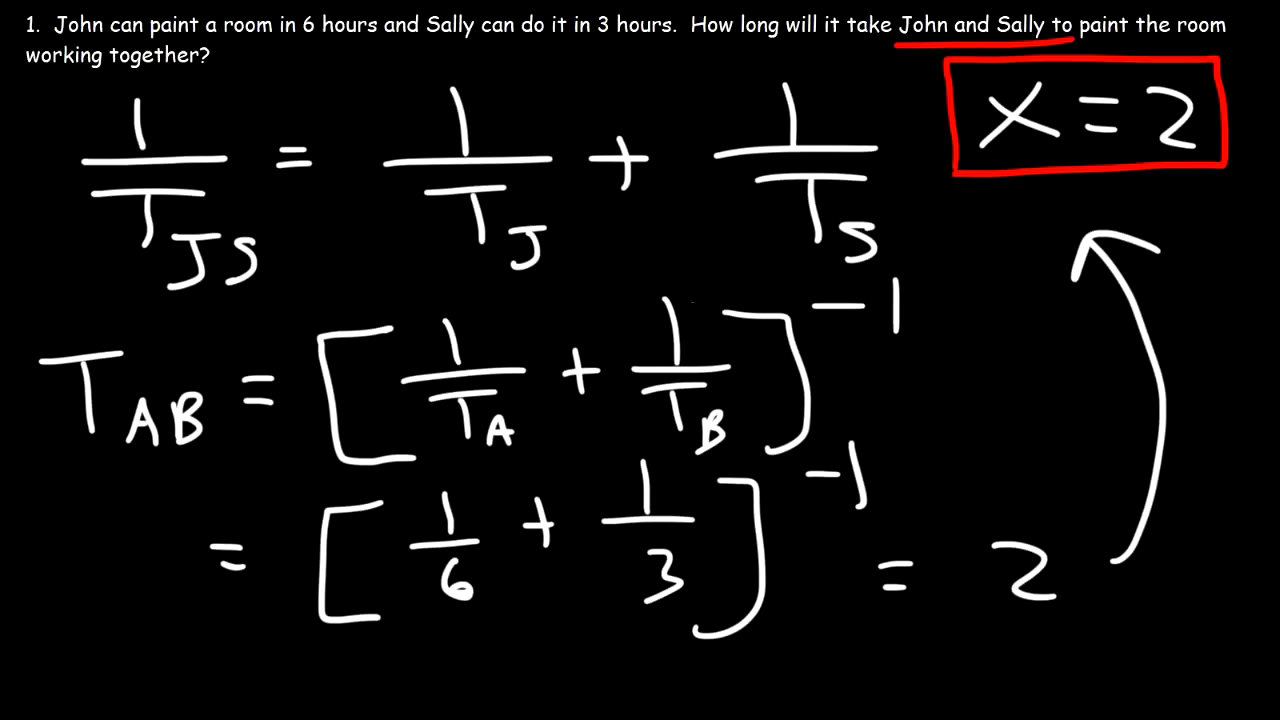 1. John can paint a room in 6 hours and Sally can do it in 3 hours. How long will it take John and Sally to paint the room
working together?
x = 2
1/T_JS = 1/T_J + 1/T_S
T_AB = [1/T_A + 1/T_B]^-1
= [1/6 + 1/3]^-1 = 2